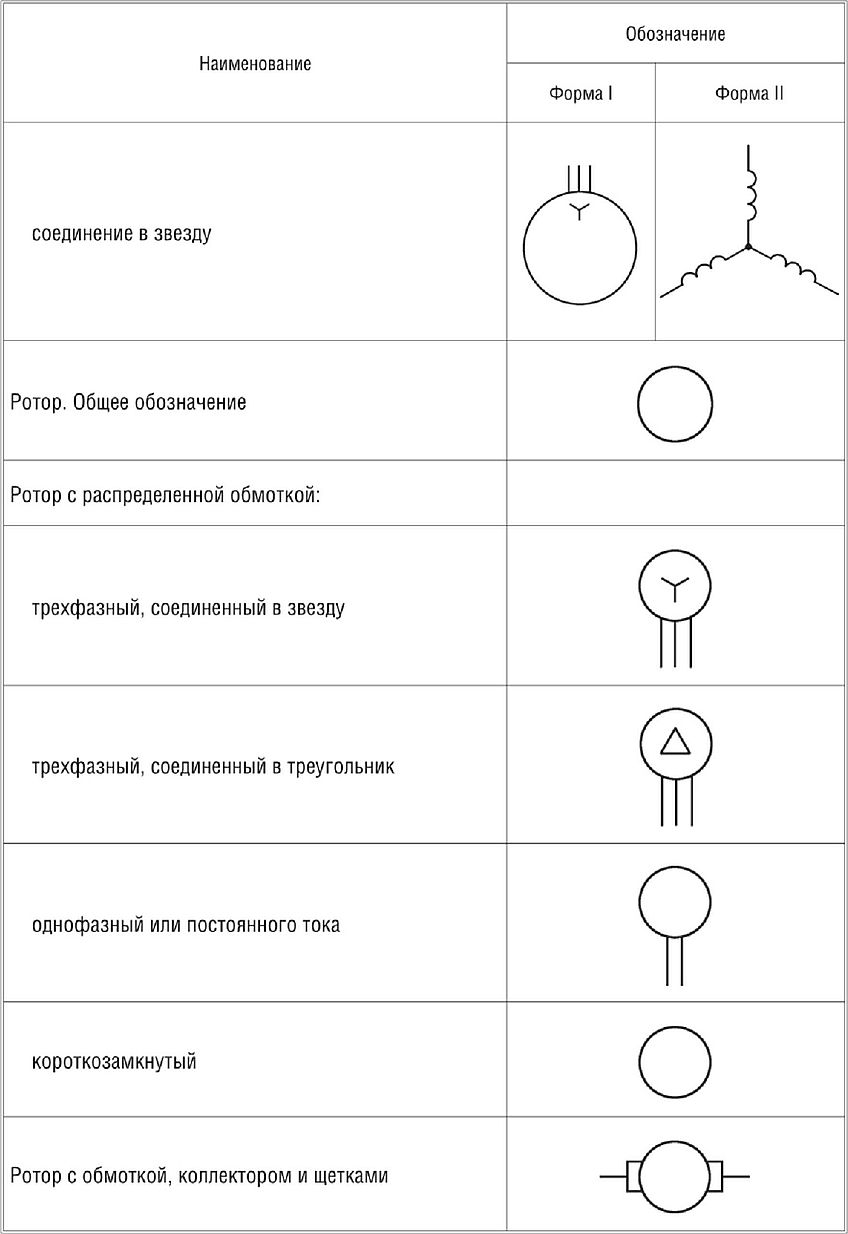 Наименование
Обозначение
Форма I
Форма II
соединение в звезду
Ротор. Общее обозначение
Ротор с распределенной обмоткой:
трехфазный, соединенный в звезду
трехфазный, соединенный в треугольник
однофазный или постоянного тока
короткозамкнутый
Ротор с обмоткой, коллектором и щетками